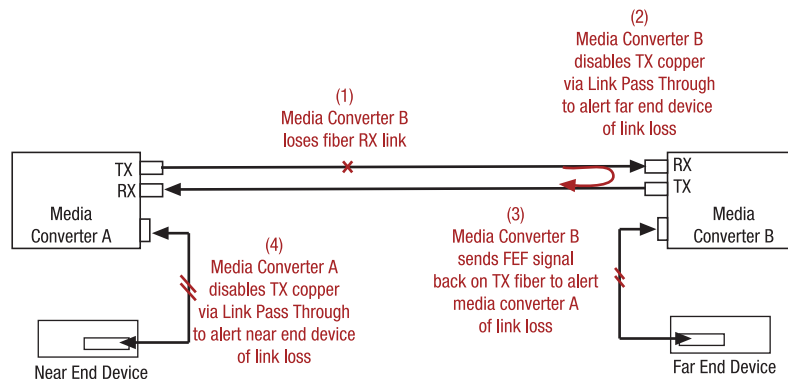 (2)
Media Converter B
disables TX copper
via Link Pass Through
to alert far end device
of link loss
(1)
Media Converter B
loses fiber RX link
TX
RX
Media
Converter A
RX
TX
Media
Converter B
(3)
Media Converter B
sends FEF signal
back on TX fiber to alert
media converter A
of link loss
(4)
Media Converter A
disables TX copper
via Link Pass Through
to alert near end device
of link loss
Near End Device
Far End Device